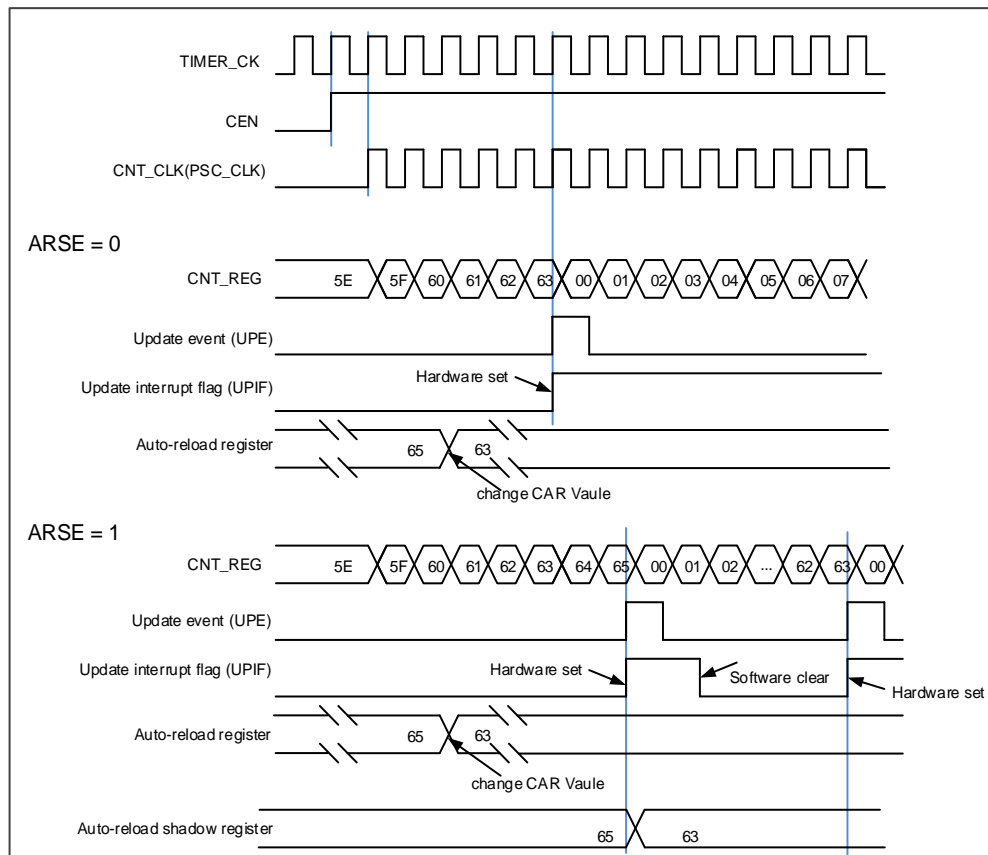 TIMER_CK
CEN
CNT_CLK(PSC_CLK)
ARSE = 0
CNT_REG 5E 5F 60 61 62 63 00 01 02 03 04 05 06 07
Update event (UPE)
Hardware set
Update interrupt flag (UPIF)
Auto-reload register 65 63
change CAR Vaule
ARSE = 1
CNT_REG 5E 5F 60 61 62 63 64 65 00 01 02 ... 62 63 00
Update event (UPE)
Update interrupt flag (UPIF) Hardware set Software clear Hardware set
Auto-reload register 65 63
change CAR Vaule
Auto-reload shadow register 65 63